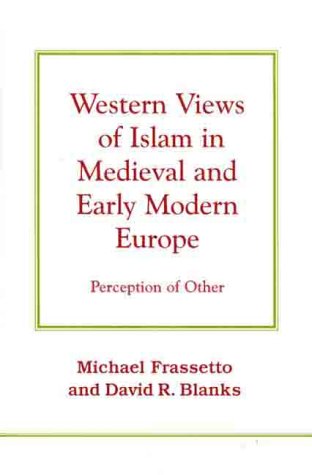 Western Views
of Islam in
Medieval and
Early Modern
Europe
Perception of Other
Michael Frassetto
and David R. Blanks